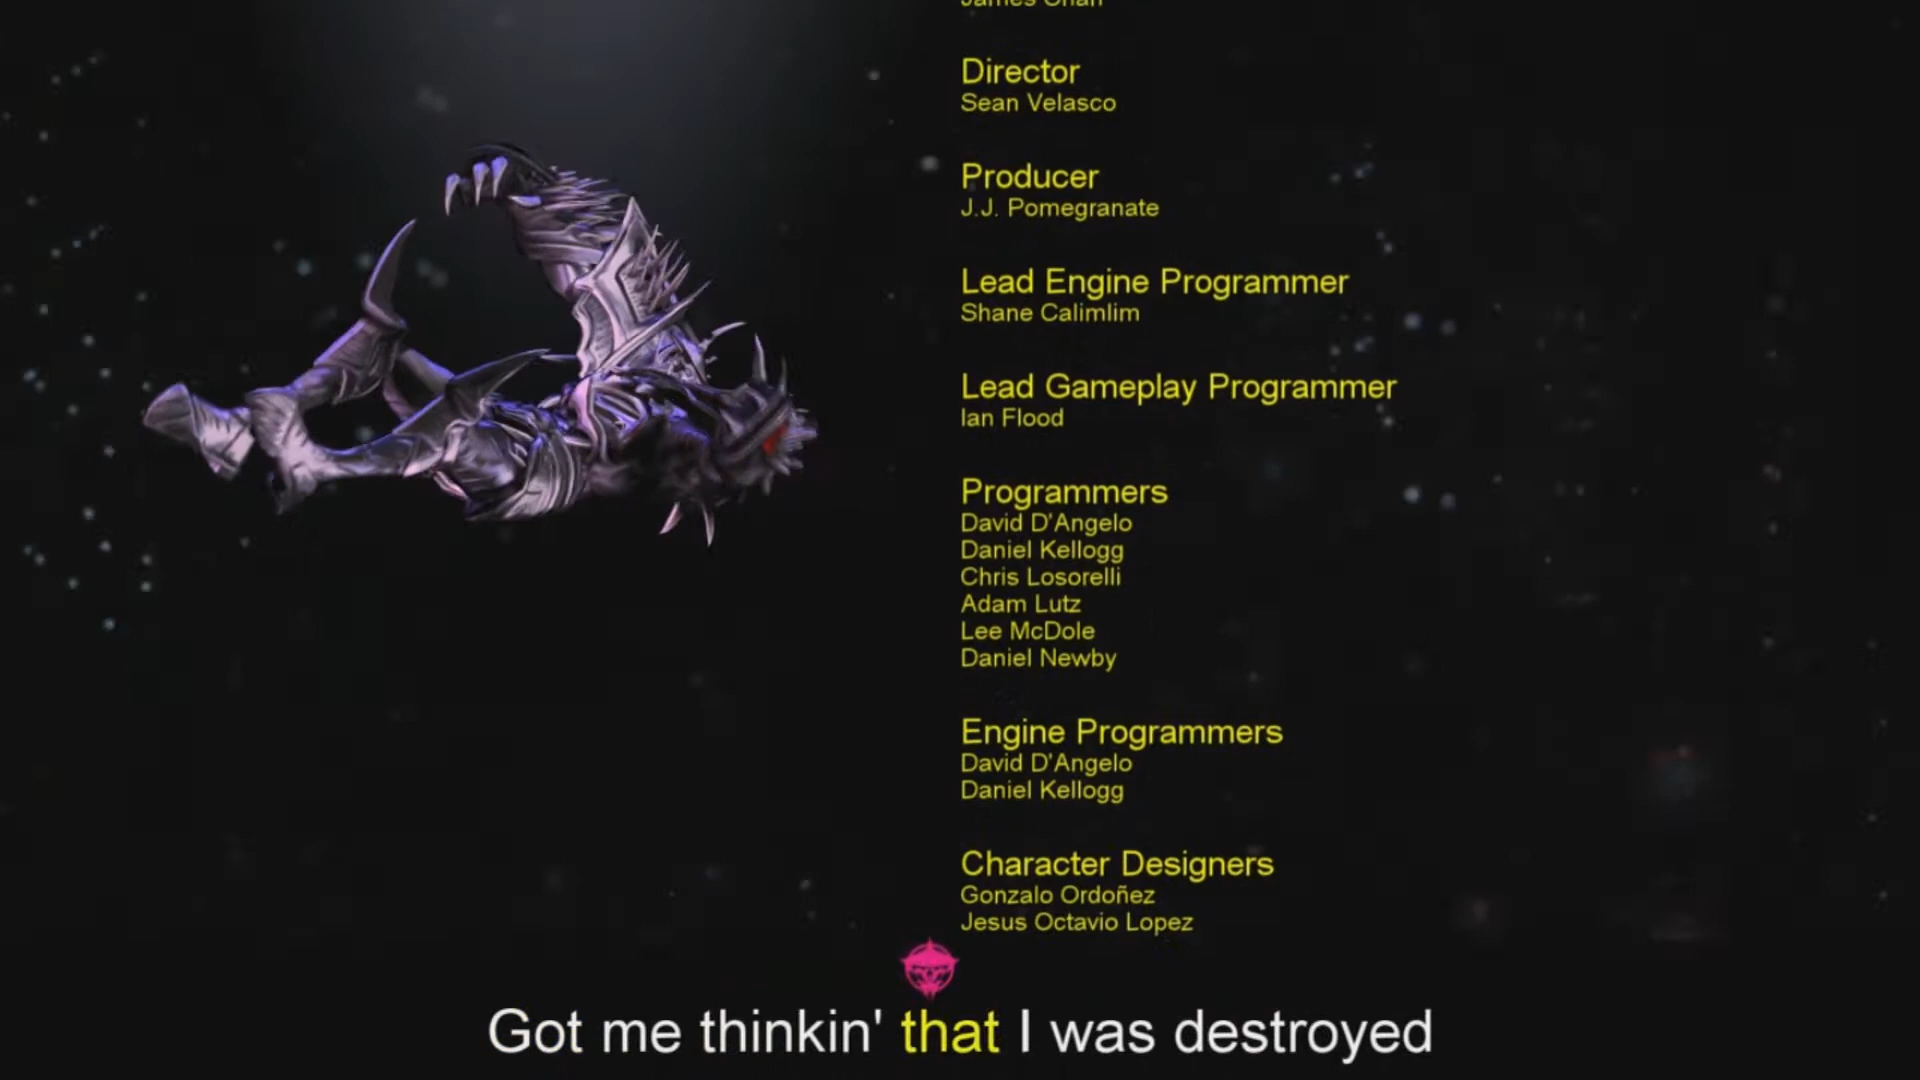 Director
Sean Velasco
Producer
J.J. Pomegranate
Lead Engine Programmer
Shane Calimlim
Lead Gameplay Programmer
Ian Flood
Programmers
David D'Angelo
Daniel Kellogg
Chris Losorelli
Adam Lutz
Lee McDole
Daniel Newby
Engine Programmers
David D'Angelo
Daniel Kellogg
Character Designers
Gonzalo Ordoñez
Jesus Octavio Lopez
Got me thinkin' that I was destroyed